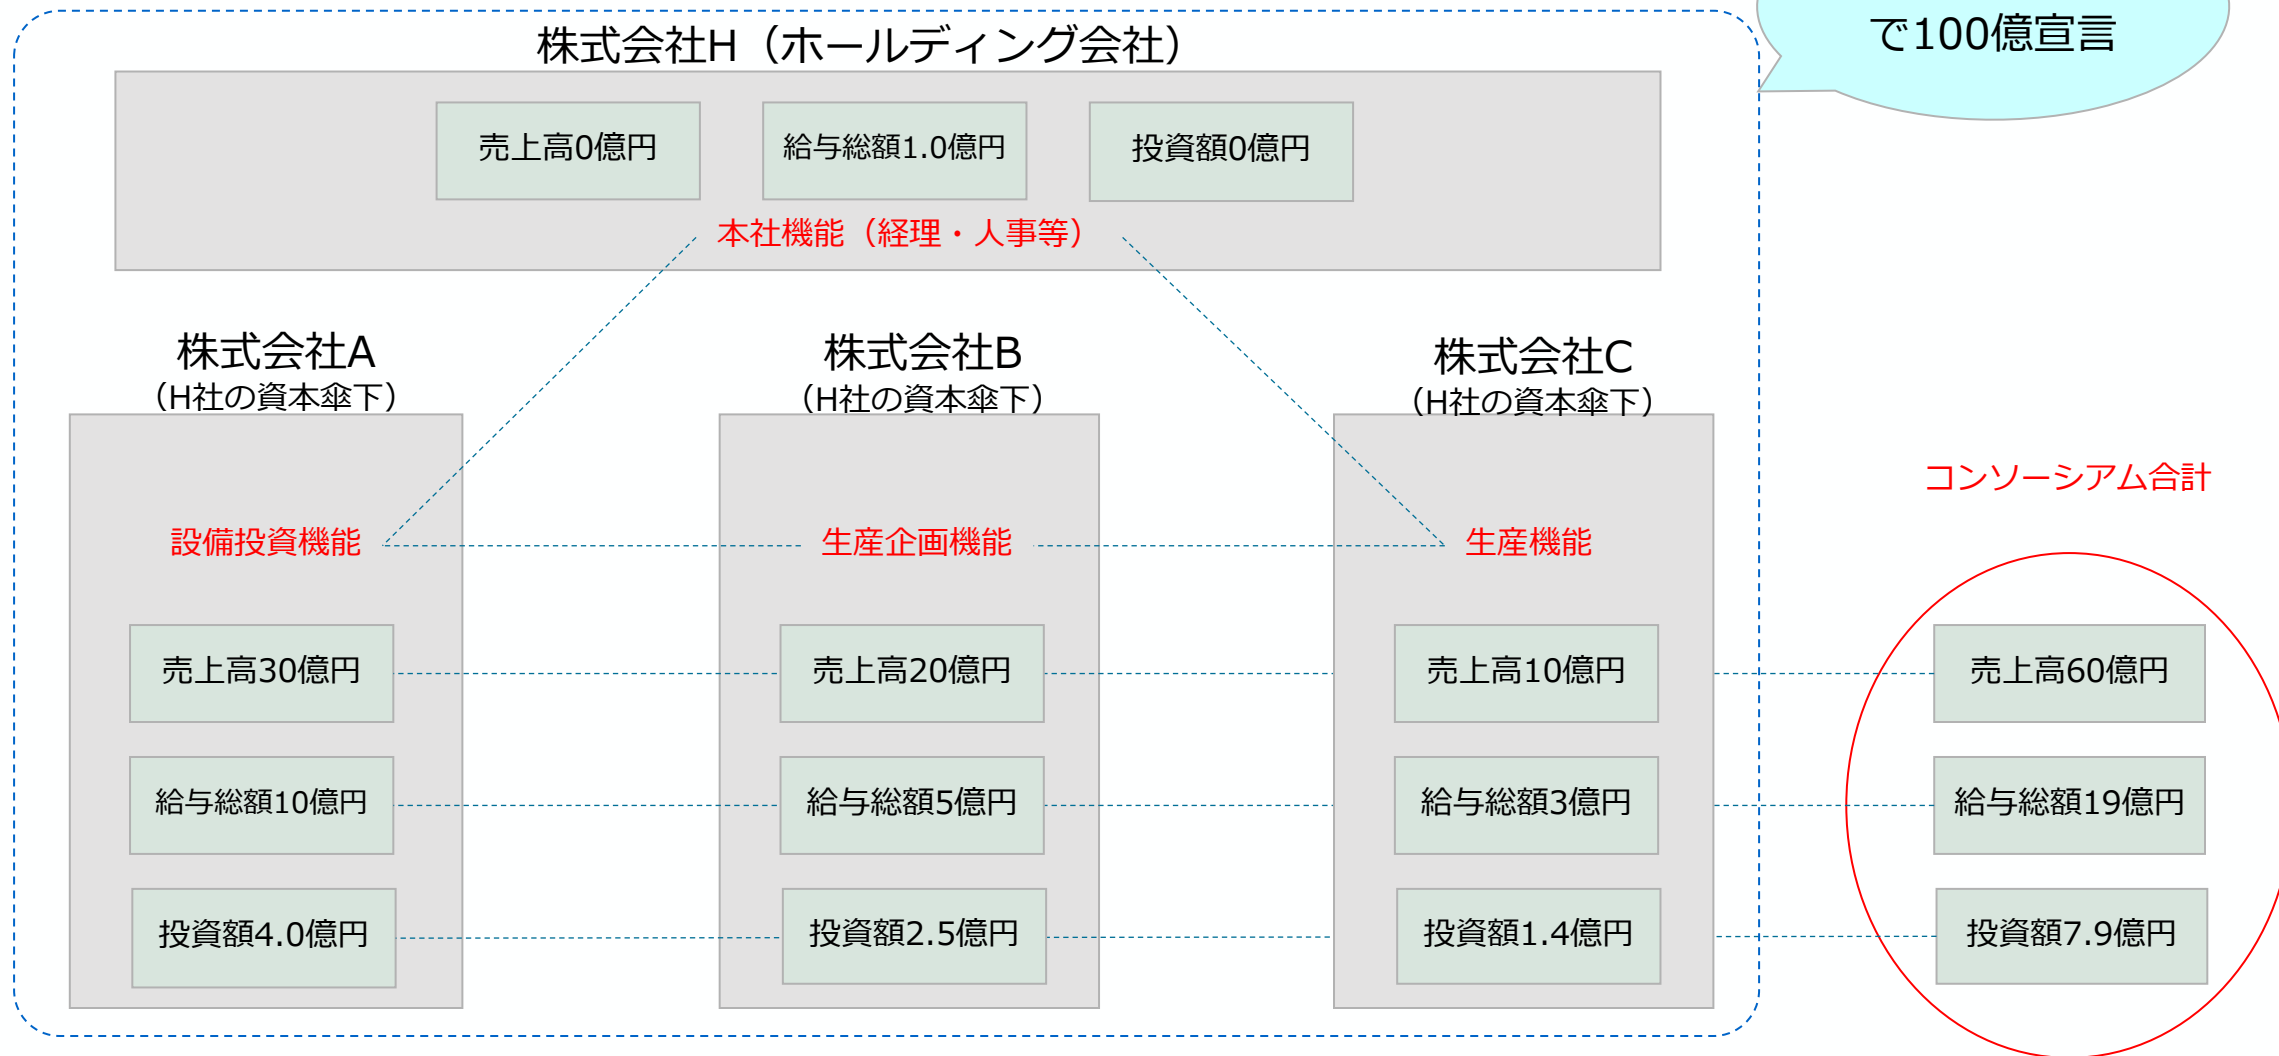 で100億宣言
株式会社H（ホールディング会社）
売上高0億円
給与総額1.0億円
投資額0億円
本社機能（経理・人事等）
株式会社A
（H社の資本傘下）
株式会社B
（H社の資本傘下）
株式会社C
（H社の資本傘下）
コンソーシアム合計
設備投資機能
生産企画機能
生産機能
売上高30億円
売上高20億円
売上高10億円
売上高60億円
給与総額10億円
給与総額5億円
給与総額3億円
給与総額19億円
投資額4.0億円
投資額2.5億円
投資額1.4億円
投資額7.9億円